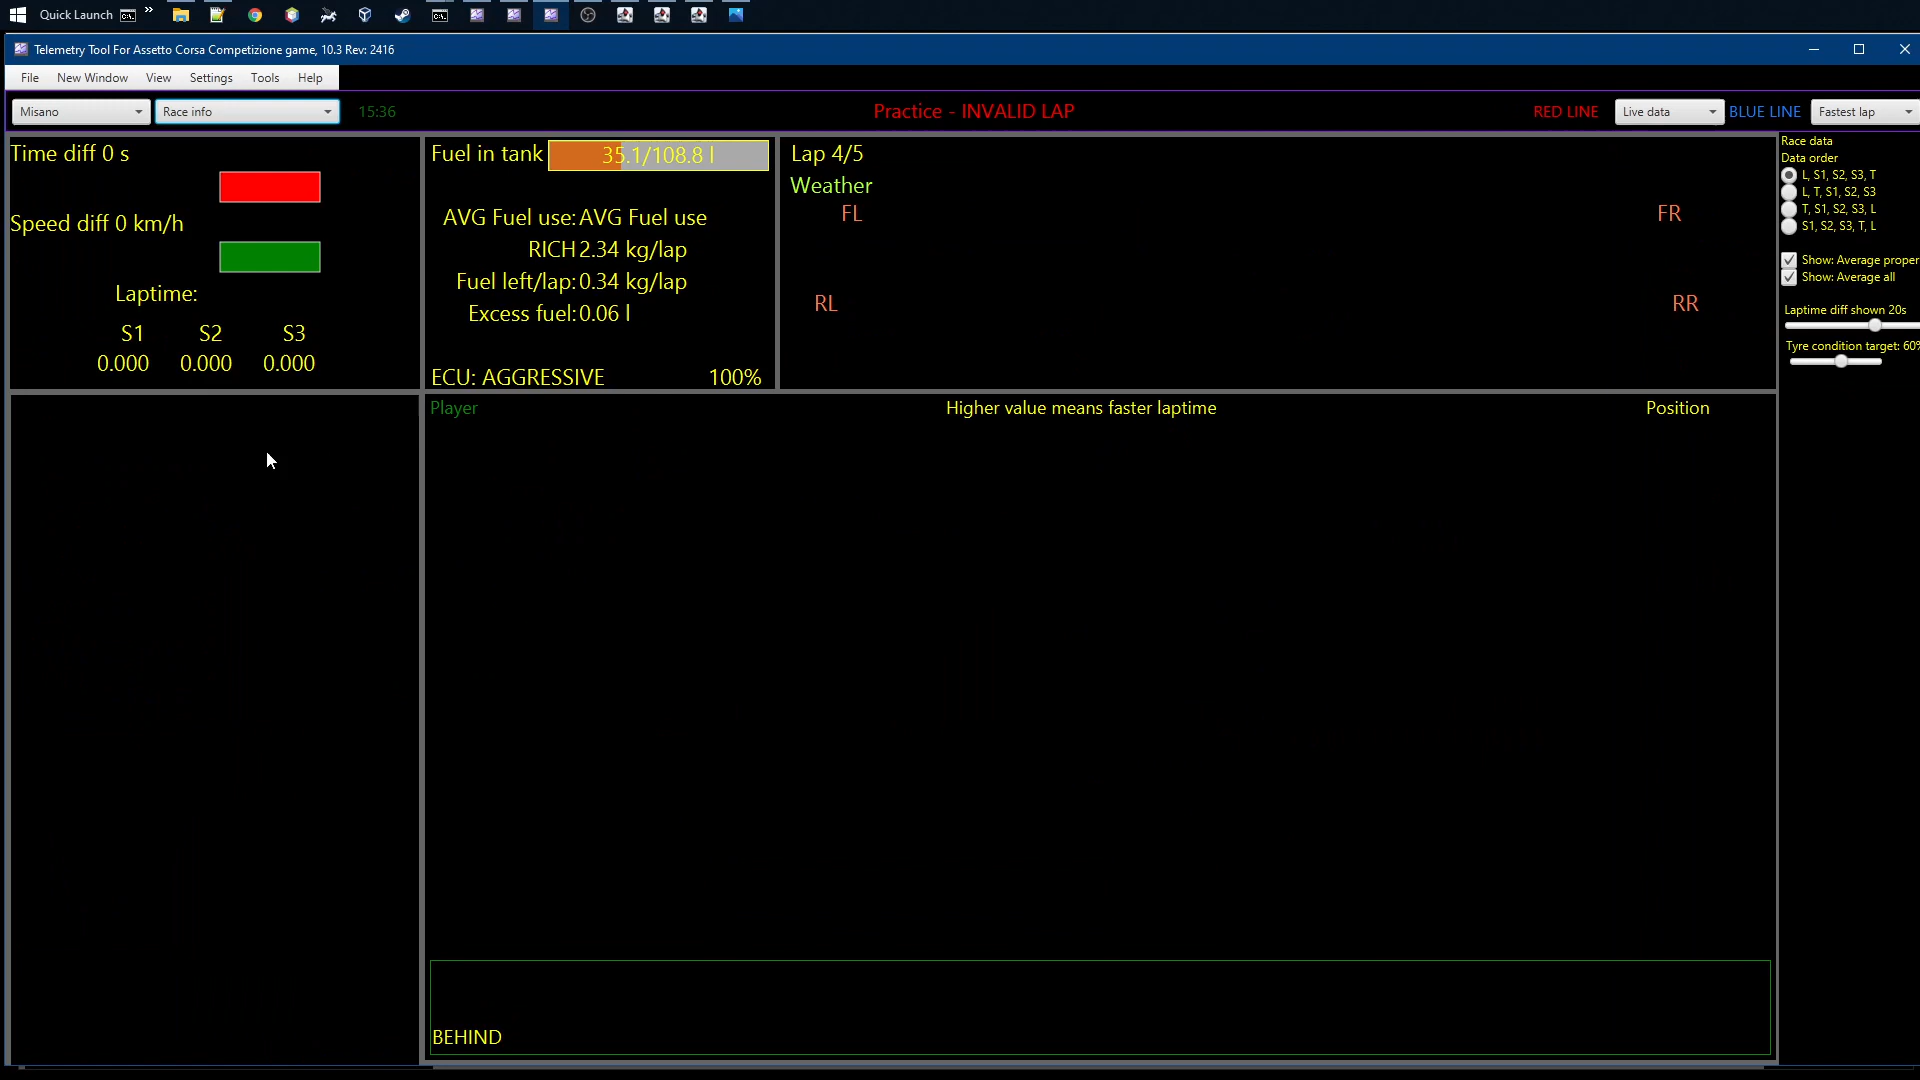 Quick Launch
Telemetry Tool For Assetto Corsa Competizione game, 10.3 Rev: 2416
File New Window View Settings Tools Help
Misano Race info 15:36 Practice - INVALID LAP RED LINE Live data BLUE LINE Fastest lap
Time diff 0 s
Speed diff 0 km/h
Laptime:
S1 S2 S3
0.000 0.000 0.000
Fuel in tank 35.1/108.8 l
AVG Fuel use: AVG Fuel use
RICH 2.34 kg/lap
Fuel left/lap: 0.34 kg/lap
Excess fuel: 0.06 l
ECU: AGGRESSIVE 100%
Lap 4/5
Weather
FL FR
RL RR
Race data
Data order
L, S1, S2, S3, T
L, T, S1, S2, S3
T, S1, S2, S3, L
S1, S2, S3, T, L
Show: Average proper
Show: Average all
Laptime diff shown 20s
Tyre condition target: 60%
Player Higher value means faster laptime Position
BEHIND